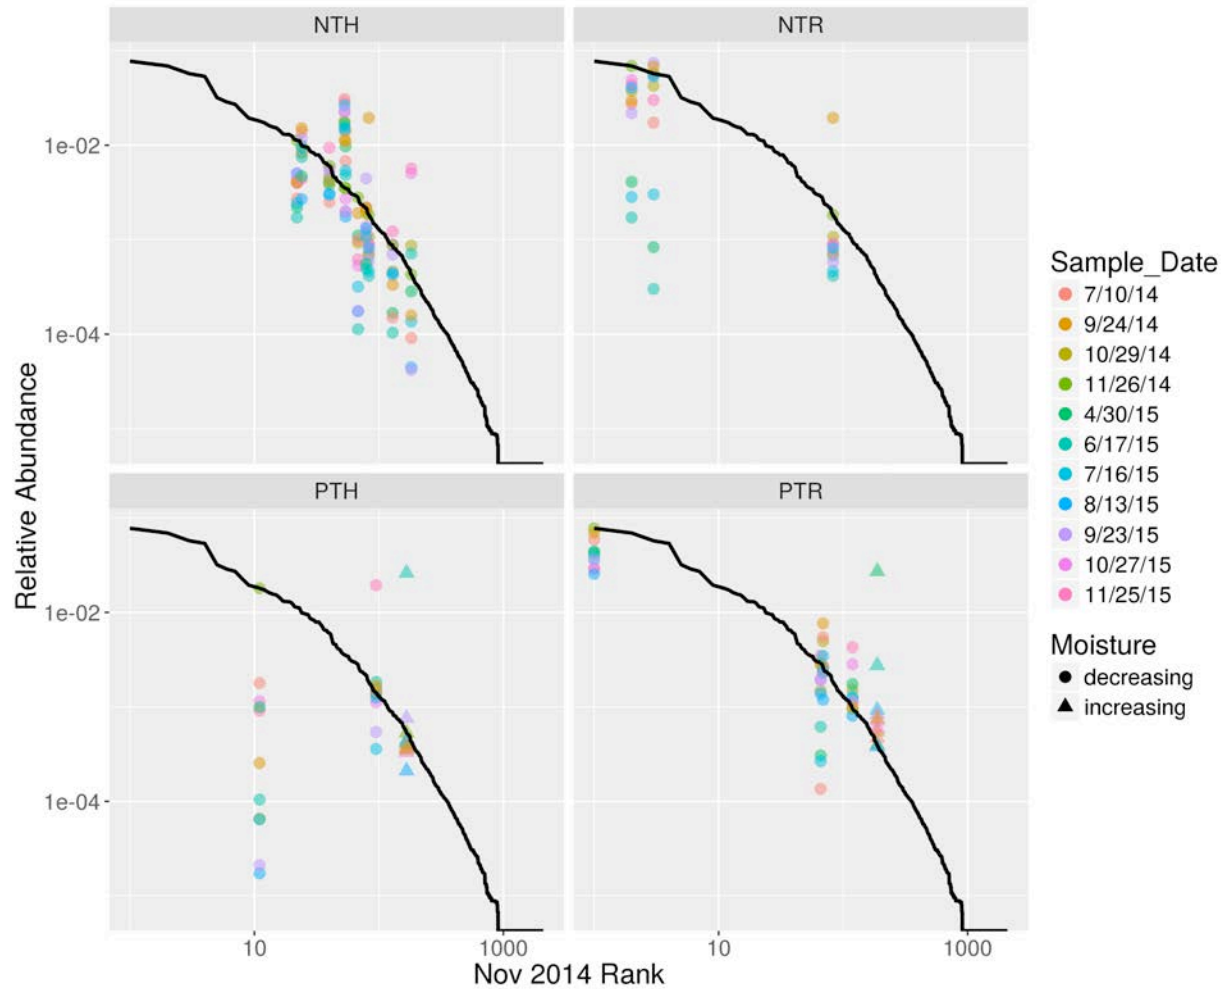 NTH
NTR
1e-02
1e-04
PTH
PTR
1e-02
1e-04
10
1000
10
1000
Nov 2014 Rank
Relative Abundance
Sample_Date
7/10/14
9/24/14
10/29/14
11/26/14
4/30/15
6/17/15
7/16/15
8/13/15
9/23/15
10/27/15
11/25/15
Moisture
decreasing
increasing